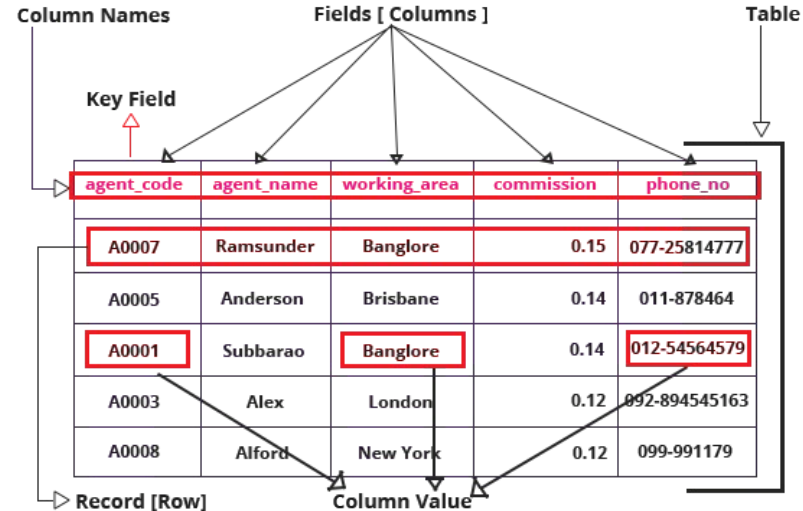 Column Names Fields [ Columns ] Table
Key Field
agent_code agent_name working_area commission phone_no
A0007 Ramsunder Banglore 0.15 077-25814777
A0005 Anderson Brisbane 0.14 011-878464
A0001 Subbarao Banglore 0.14 012-54564579
A0003 Alex London 0.12 092-894545163
A0008 Alford New York 0.12 099-991179
Record [Row] Column Value